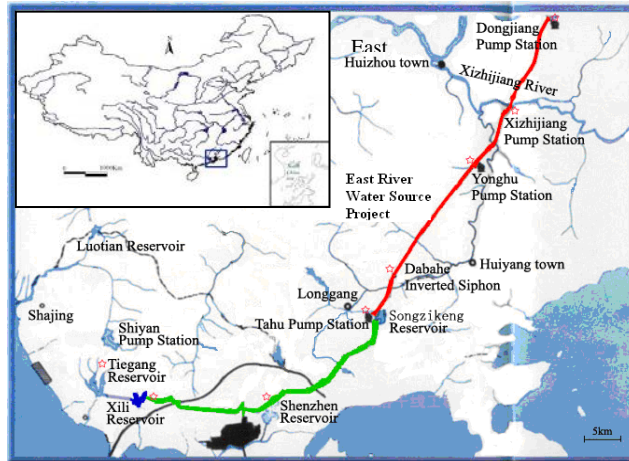 N
1000km
East
Huizhou town
Dongjiang
Pump Station
Xizhijiang River
Xizhijiang
Pump Station
Yonghu
Pump Station
East River
Water Source
Project
Luotian Reservoir
Dabahe
Inverted Siphon
Huiyang town
Longgang
Shajing
Tahu Pump Station
Songzikeng
Reservoir
Shiyan
Pump Station
Tiegang
Reservoir
Xili
Reservoir
Shenzhen
Reservoir
5km